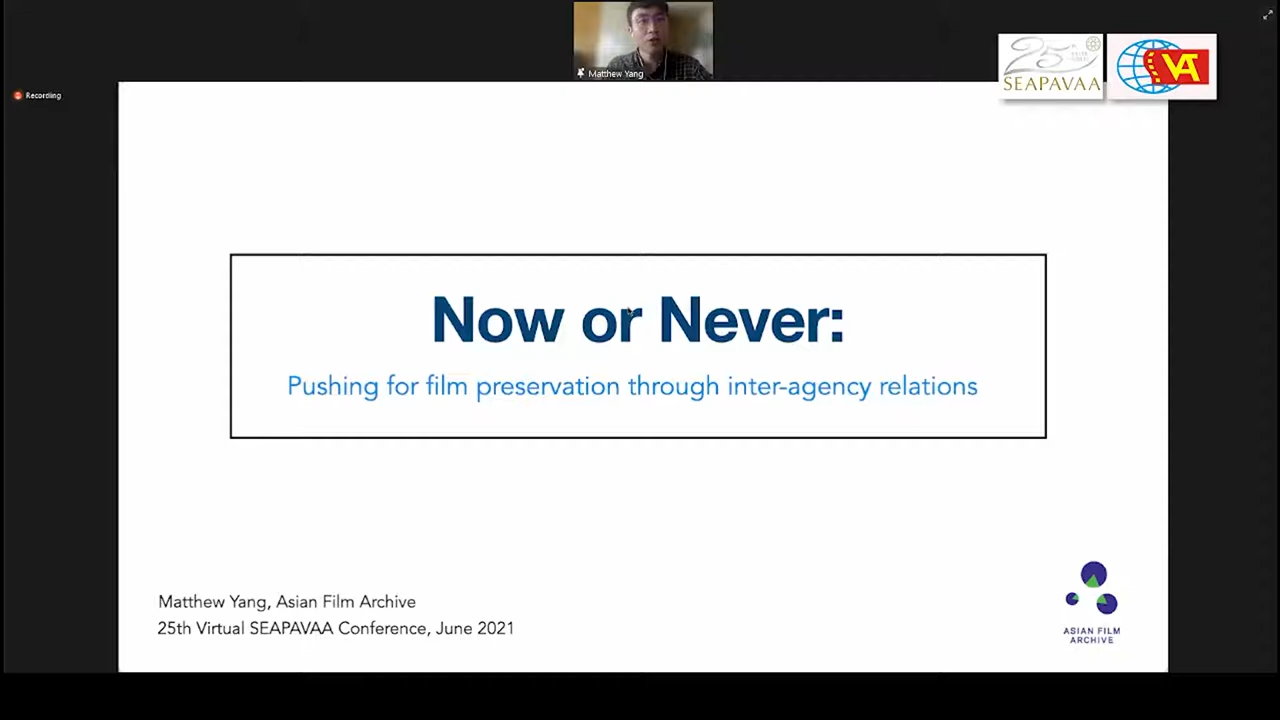 Matthew Yang
25
SEAPAVAA
VAT
Recording
Now or Never:
Pushing for film preservation through inter-agency relations
Matthew Yang, Asian Film Archive
25th Virtual SEAPAVAA Conference, June 2021
ASIAN FILM
ARCHIVE